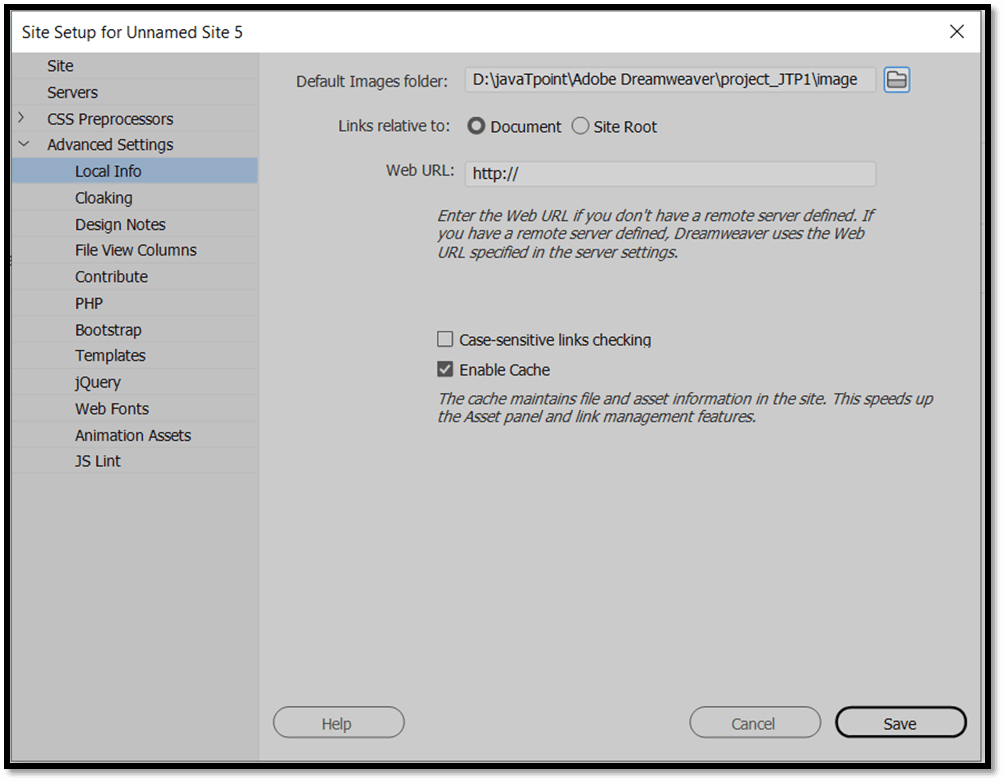 Site Setup for Unnamed Site 5
Site
Servers
CSS Preprocessors
Advanced Settings
Local Info
Cloaking
Design Notes
File View Columns
Contribute
PHP
Bootstrap
Templates
jQuery
Web Fonts
Animation Assets
JS Lint
Default Images folder: D:\javaTpoint\Adobe Dreamweaver\project_JTP1\image
Links relative to: Document Site Root
Web URL: http://
Enter the Web URL if you don't have a remote server defined. If
you have a remote server defined, Dreamweaver uses the Web
URL specified in the server settings.
Case-sensitive links checking
Enable Cache
The cache maintains file and asset information in the site. This speeds up
the Asset panel and link management features.
Help Cancel Save